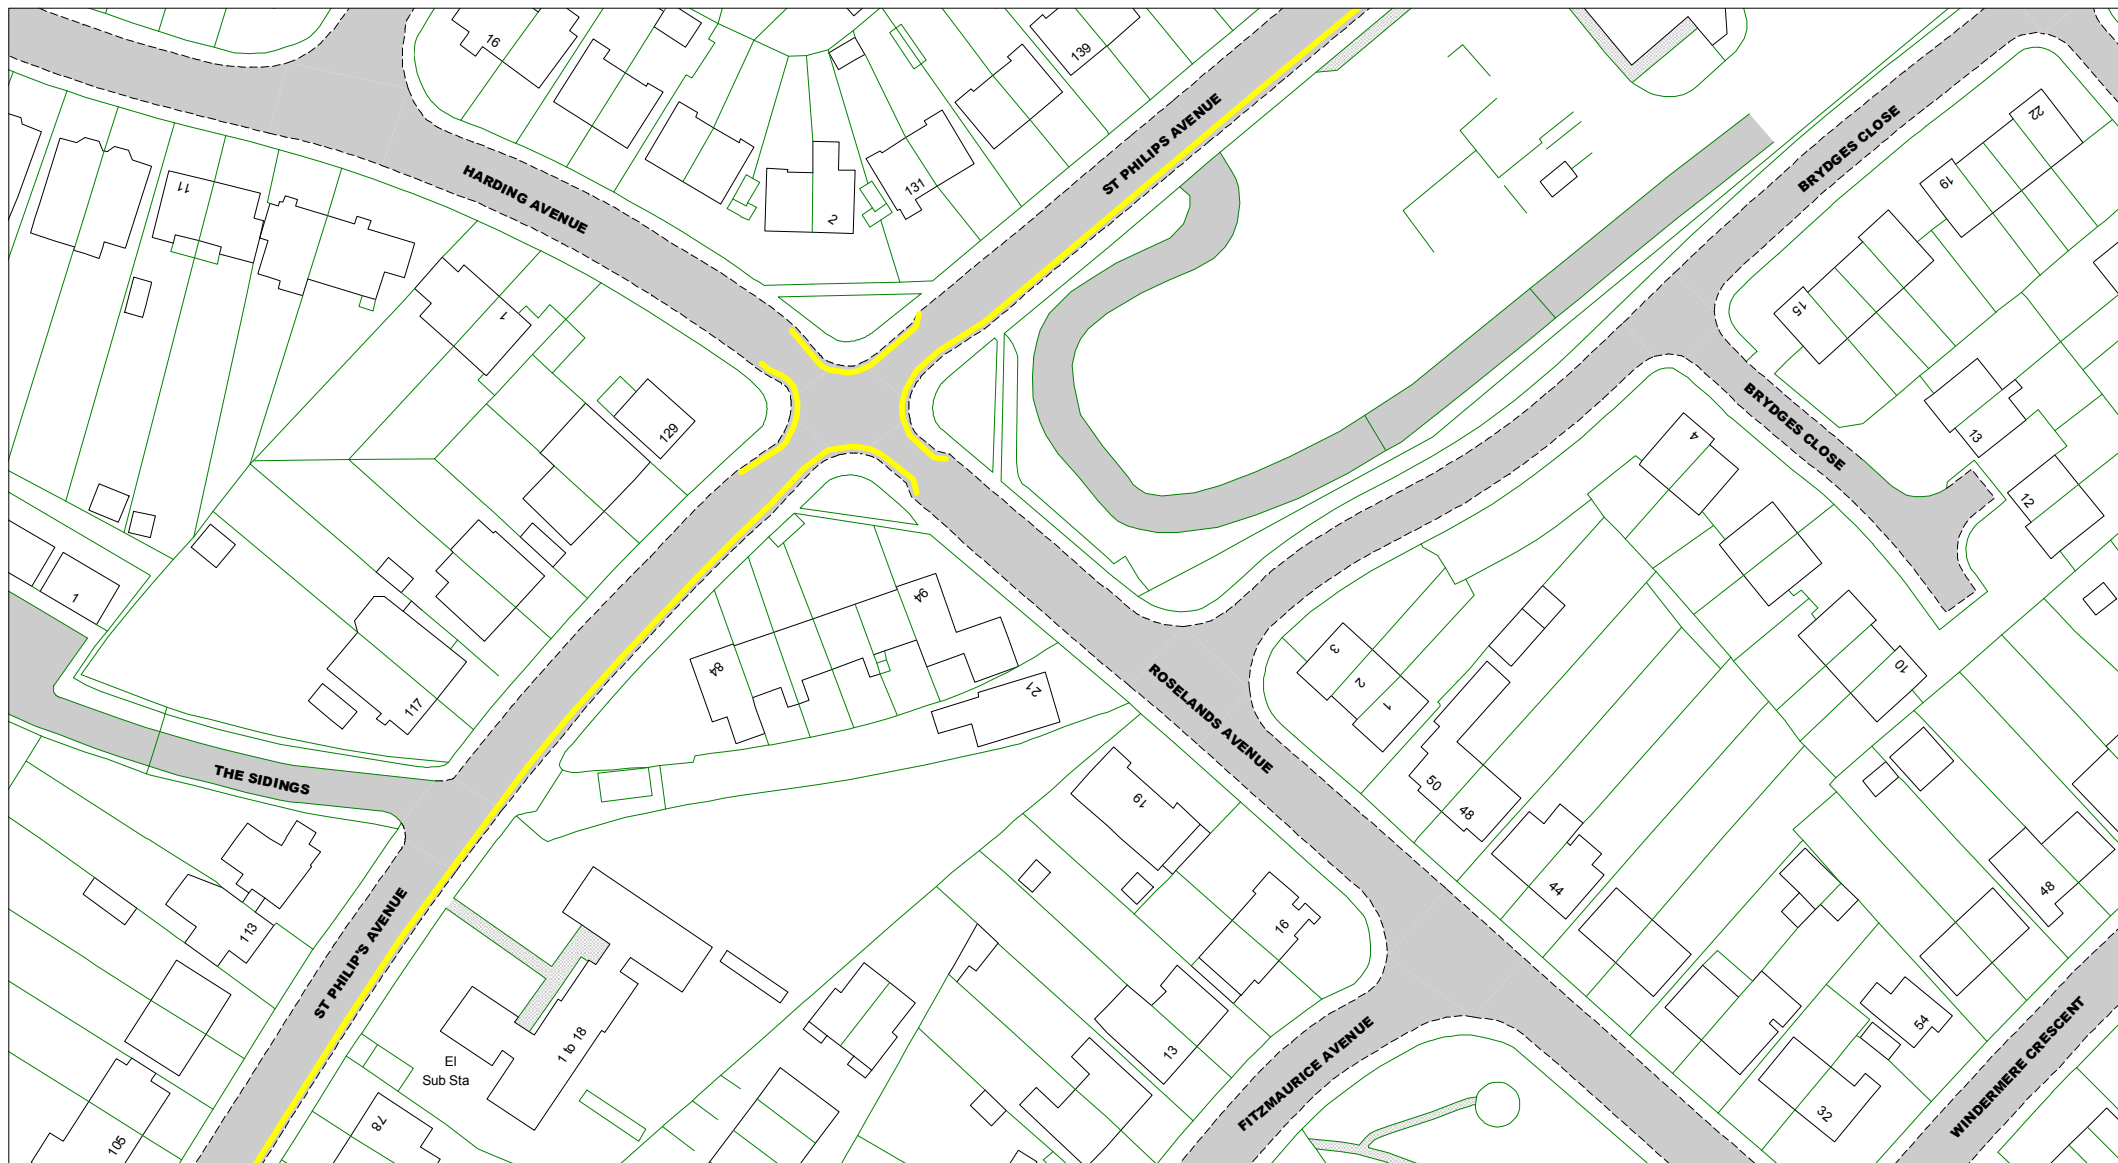 16
139
ST PHILIPS AVENUE
BRYDGES CLOSE
22
11
HARDING AVENUE
131
2
19
1
15
129
BRYDGES CLOSE
4
13
12
1
94
84
3
2
1
21
10
117
ROSELANDS AVENUE
THE SIDINGS
19
50
48
44
48
113
ST PHILIP'S AVENUE
16
54
1 to 18
13
El
Sub Sta
FITZMAURICE AVENUE
WINDERMERE CRESCENT
32
78
105